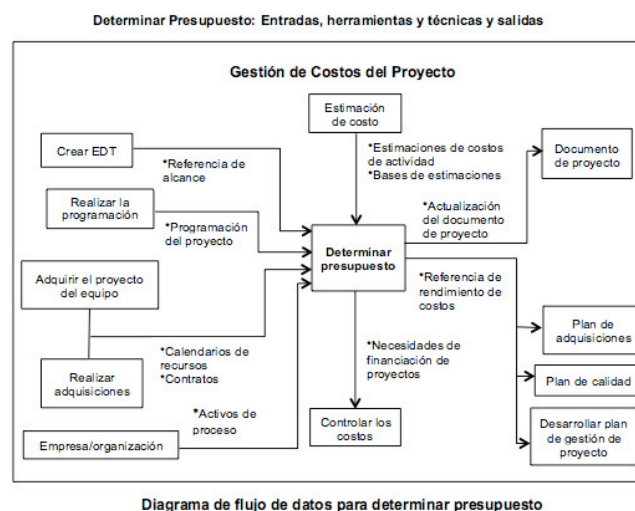 Determinar Presupuesto: Entradas, herramientas y técnicas y salidas
Gestión de Costos del Proyecto
Estimación
de costo
Crear EDT
*Referencia de
alcance
*Estimaciones de costos
de actividad
*Bases de estimaciones
Documento
de proyecto
Realizar la
programación
*Programación
del proyecto
*Actualización
del documento
de proyecto
Determinar
presupuesto
Adquirir el proyecto
del equipo
*Referencia de
rendimiento de
costos
Realizar
adquisiciones
*Calendarios de
recursos
*Contratos
*Necesidades de
financiación de
proyectos
Plan de
adquisiciones
Plan de calidad
*Activos de
proceso
Empresa/organización
Controlar los
costos
Desarrollar plan
de gestión de
proyecto
Diagrama de flujo de datos para determinar presupuesto